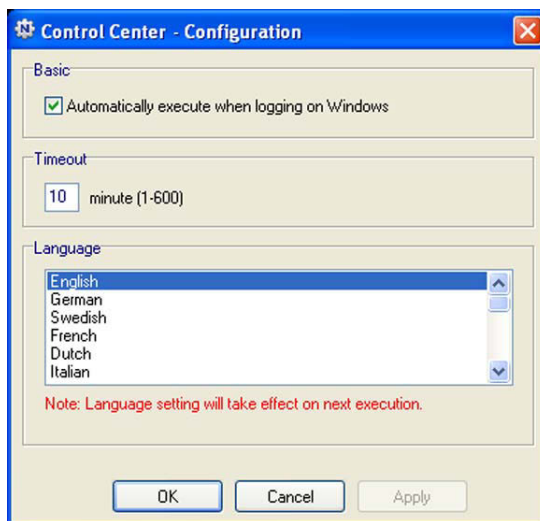 Control Center - Configuration
Basic
Automatically execute when logging on Windows
Timeout
10 minute (1-600)
Language
English
German
Swedish
French
Dutch
Italian
Note: Language setting will take effect on next execution.
OK Cancel Apply